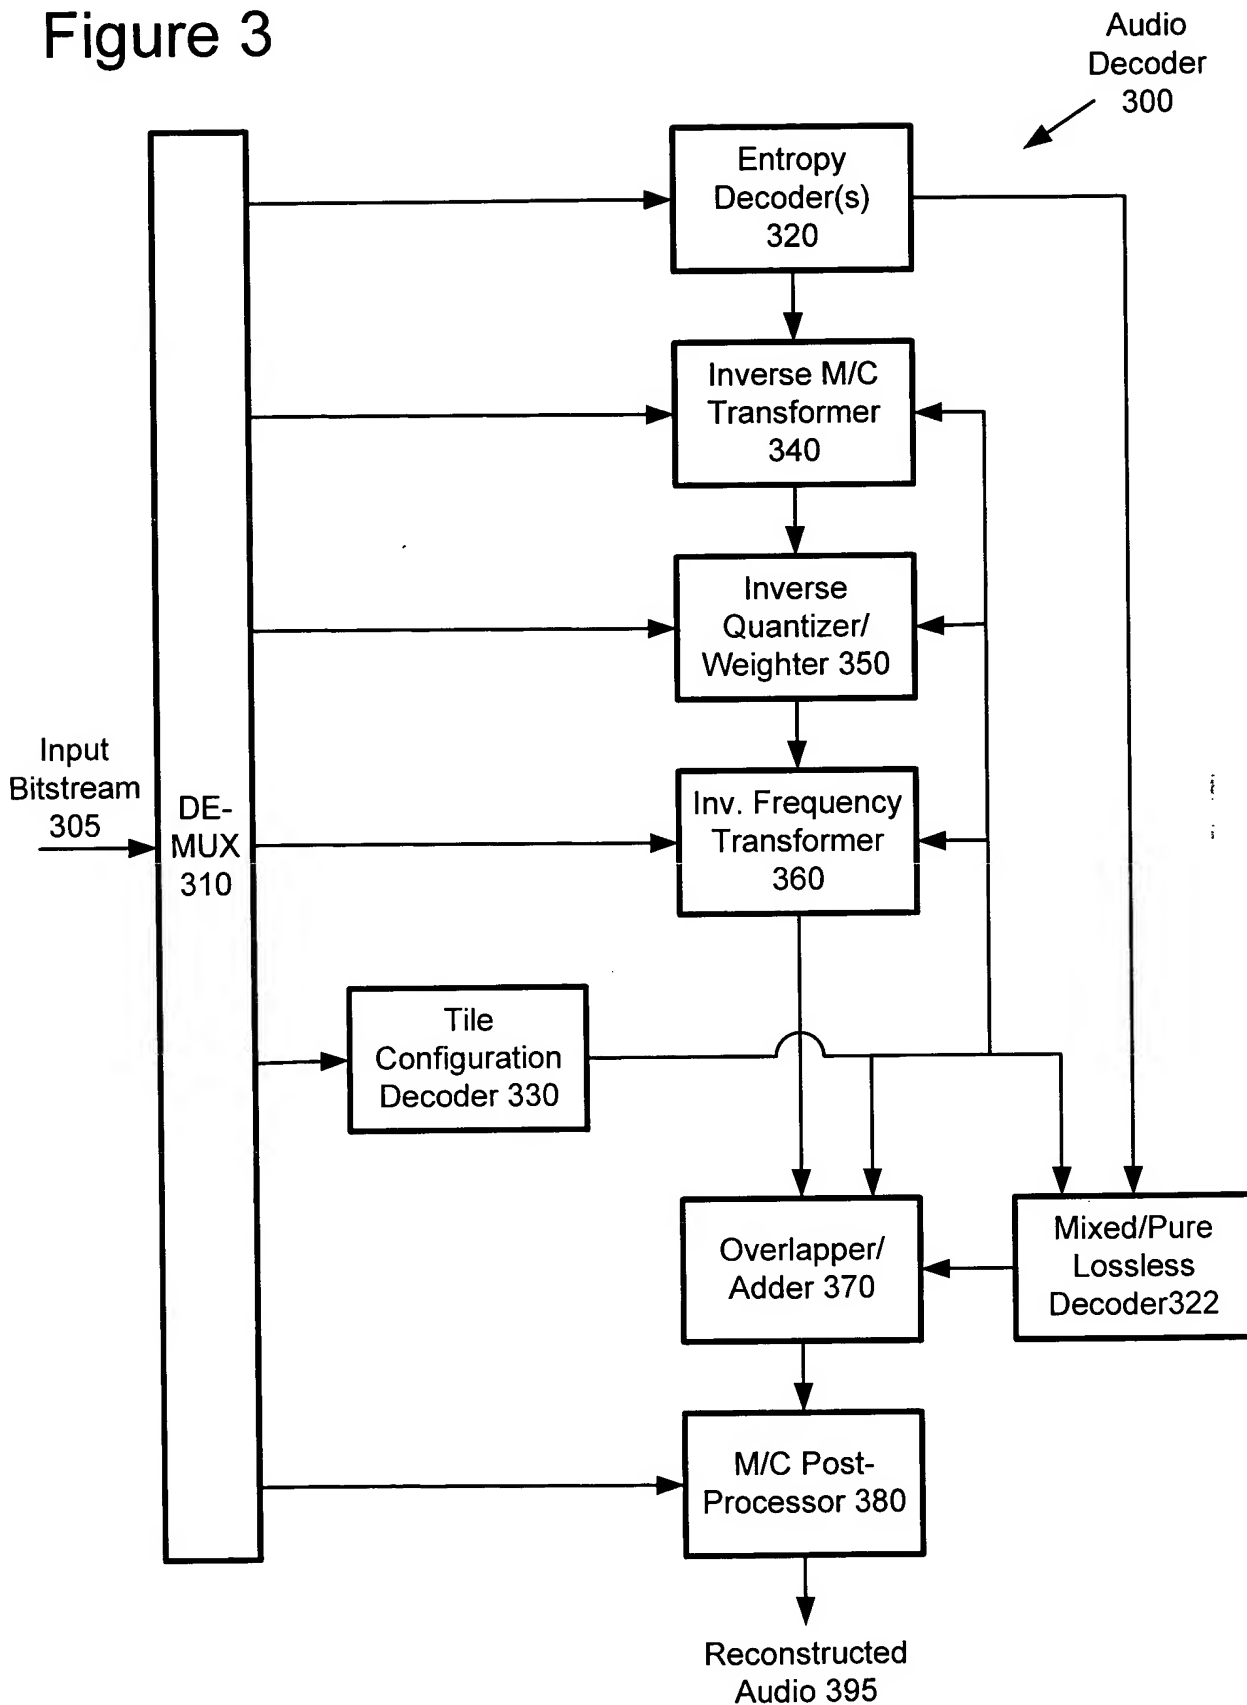 Figure 3
Audio
Decoder
300
Entropy
Decoder(s)
320
Inverse M/C
Transformer
340
Inverse
Quantizer/
Weighter 350
Input
Bitstream
305
DE-
MUX
310
Inv. Frequency
Transformer
360
Tile
Configuration
Decoder 330
Overlapper/
Adder 370
Mixed/Pure
Lossless
Decoder322
M/C Post-
Processor 380
Reconstructed
Audio 395